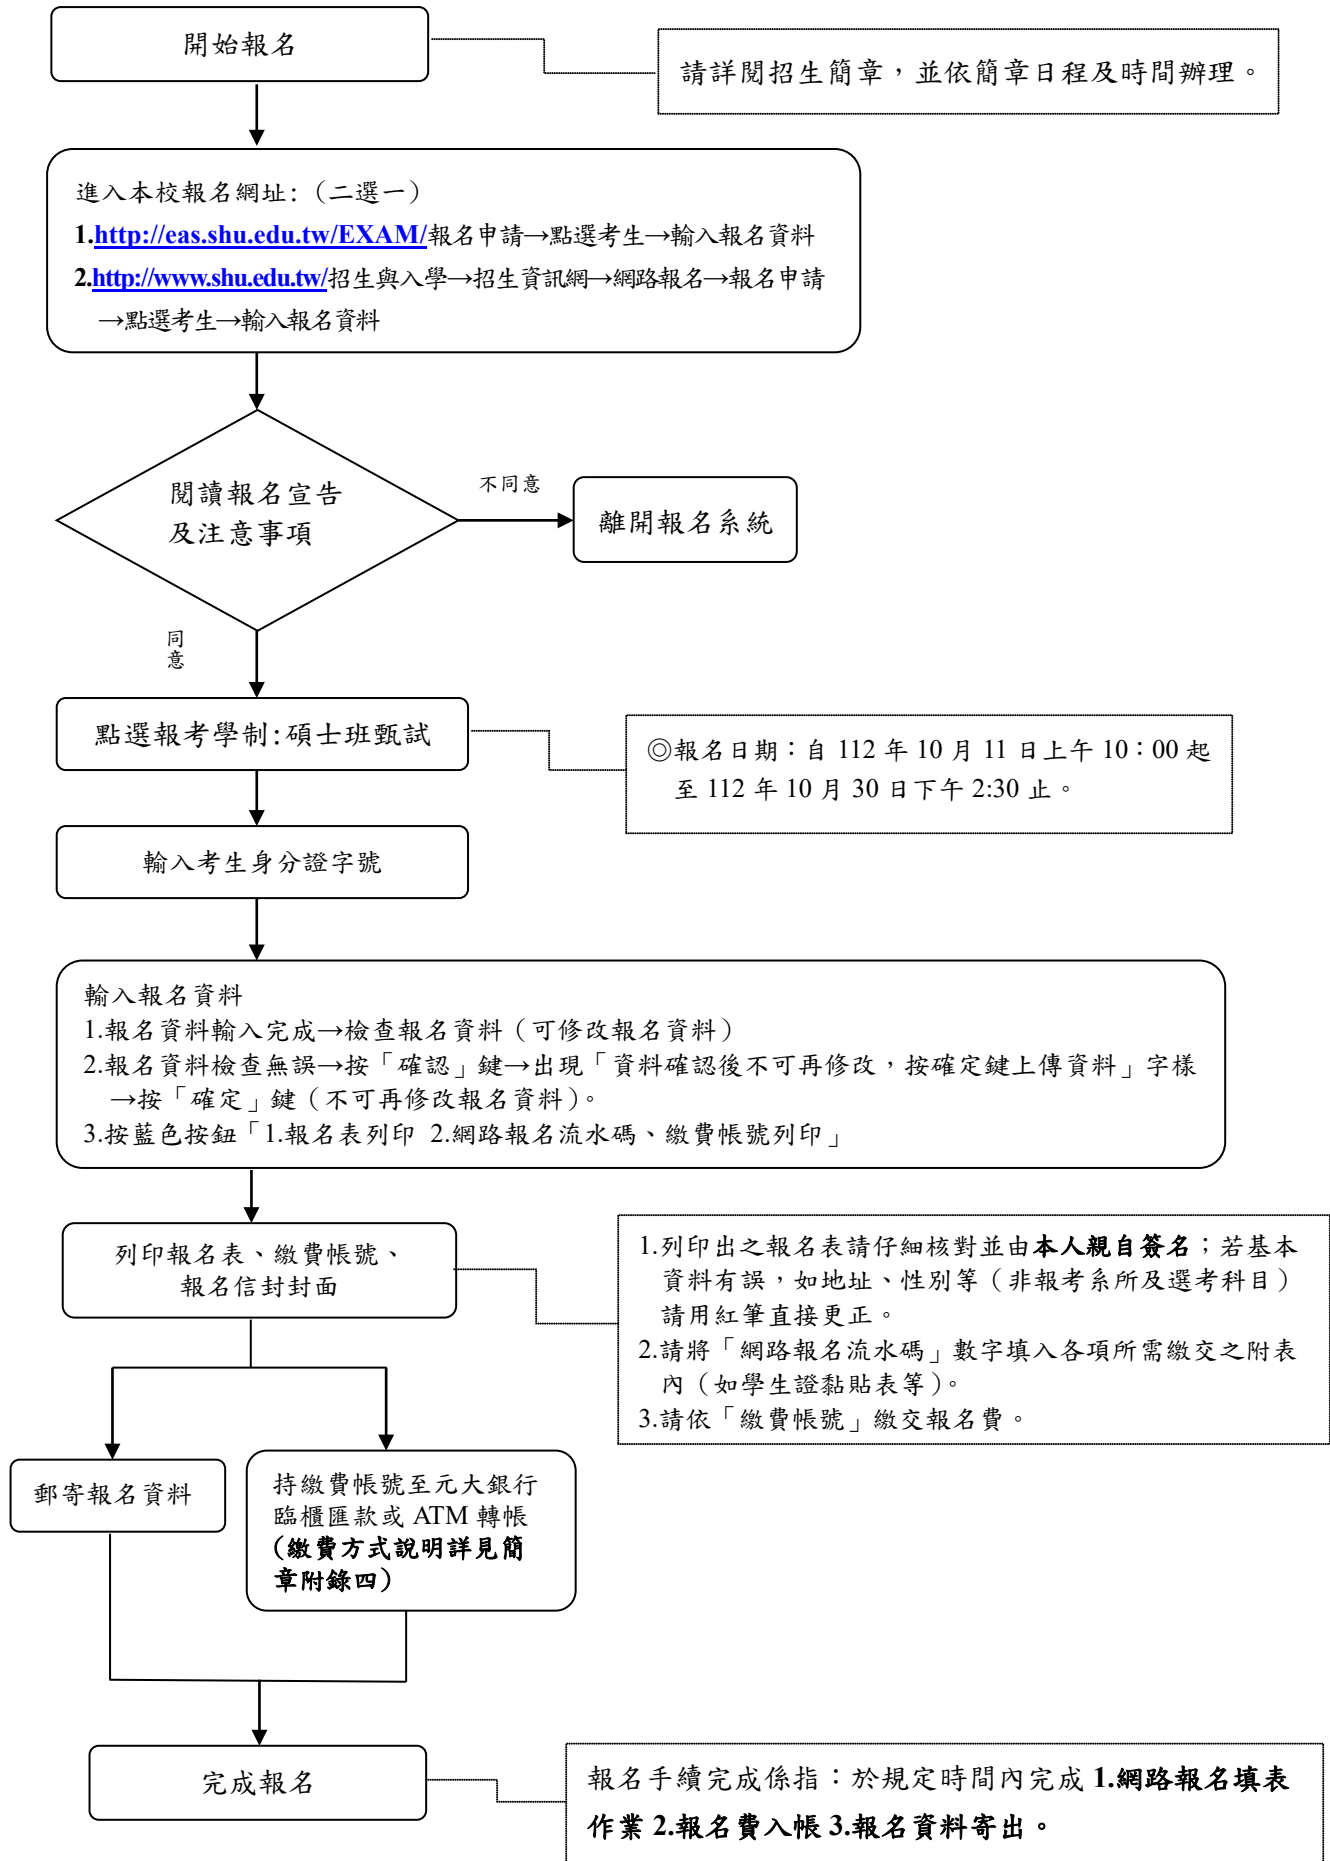 開始報名
請詳閱招生簡章，並依簡章日程及時間辦理。
進入本校報名網址:（二選一）
1.http://eas.shu.edu.tw/EXAM/報名申請→點選考生→輸入報名資料
2.http://www.shu.edu.tw/招生與入學→招生資訊網→網路報名→報名申請
→點選考生→輸入報名資料
閱讀報名宣告
及注意事項
不同意
離開報名系統
同
意
點選報考學制:碩士班甄試
◎報名日期：自 112 年 10 月 11 日上午 10：00 起
至 112 年 10 月 30 日下午 2:30 止。
輸入考生身分證字號
輸入報名資料
1.報名資料輸入完成→檢查報名資料（可修改報名資料）
2.報名資料檢查無誤→按「確認」鍵→出現「資料確認後不可再修改，按確定鍵上傳資料」字樣
→按「確定」鍵（不可再修改報名資料）。
3.按藍色按鈕「1.報名表列印 2.網路報名流水碼、繳費帳號列印」
列印報名表、繳費帳號、
報名信封封面
1.列印出之報名表請仔細核對並由本人親自簽名；若基本
資料有誤，如地址、性別等（非報考系所及選考科目）
請用紅筆直接更正。
2.請將「網路報名流水碼」數字填入各項所需繳交之附表
內（如學生證黏貼表等）。
3.請依「繳費帳號」繳交報名費。
郵寄報名資料
持繳費帳號至元大銀行
臨櫃匯款或 ATM 轉帳
（繳費方式說明詳見簡
章附錄四）
完成報名
報名手續完成係指：於規定時間內完成 1.網路報名填表
作業 2.報名費入帳 3.報名資料寄出。